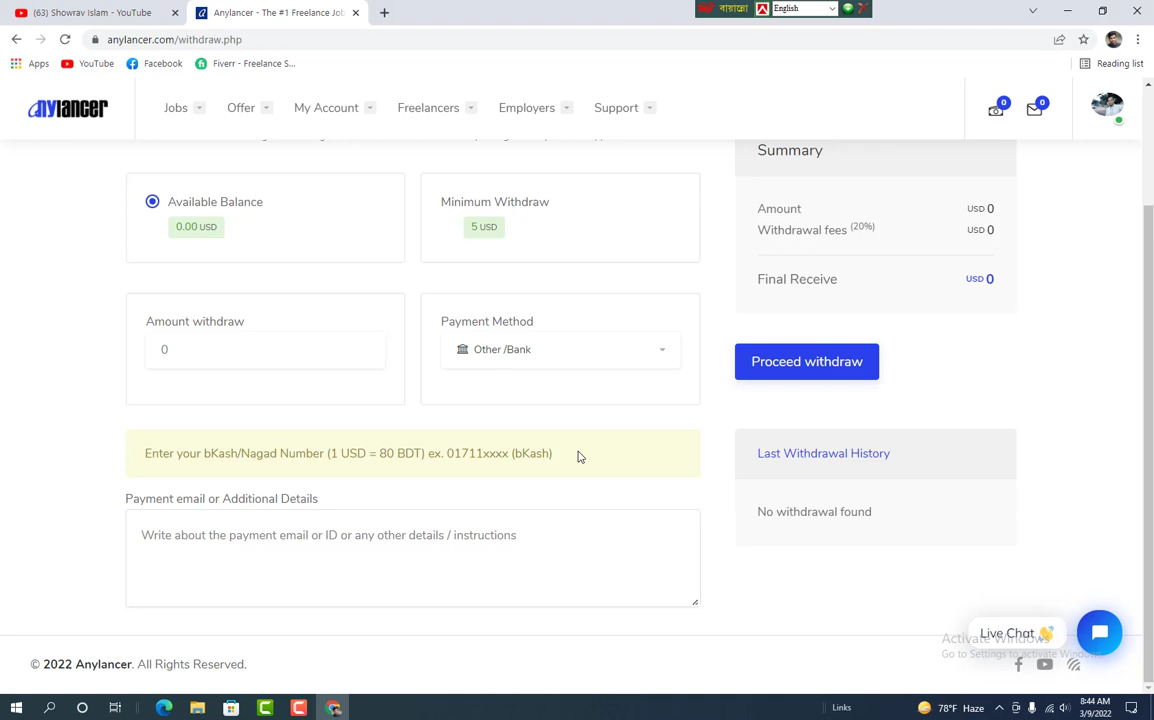 (63) Showrav Islam - YouTube
Anylancer - The #1 Freelance Job
বায়ান্নো
English
anylancer.com/withdraw.php
Apps
YouTube
Facebook
Fiverr - Freelance S...
Reading list
anylancer
Jobs
Offer
My Account
Freelancers
Employers
Support
0
0
Summary
Available Balance
0.00 USD
Minimum Withdraw
5 USD
Amount
USD 0
Withdrawal fees (20%)
USD 0
Final Receive
USD 0
Amount withdraw
0
Payment Method
Other /Bank
Proceed withdraw
Enter your bKash/Nagad Number (1 USD = 80 BDT) ex. 01711xxxx (bKash)
Last Withdrawal History
Payment email or Additional Details
No withdrawal found
Write about the payment email or ID or any other details / instructions
Live Chat 👋
Activate Windows
Go to Settings to activate Windows.
© 2022 Anylancer. All Rights Reserved.
Links
78°F Haze
8:44 AM
3/9/2022